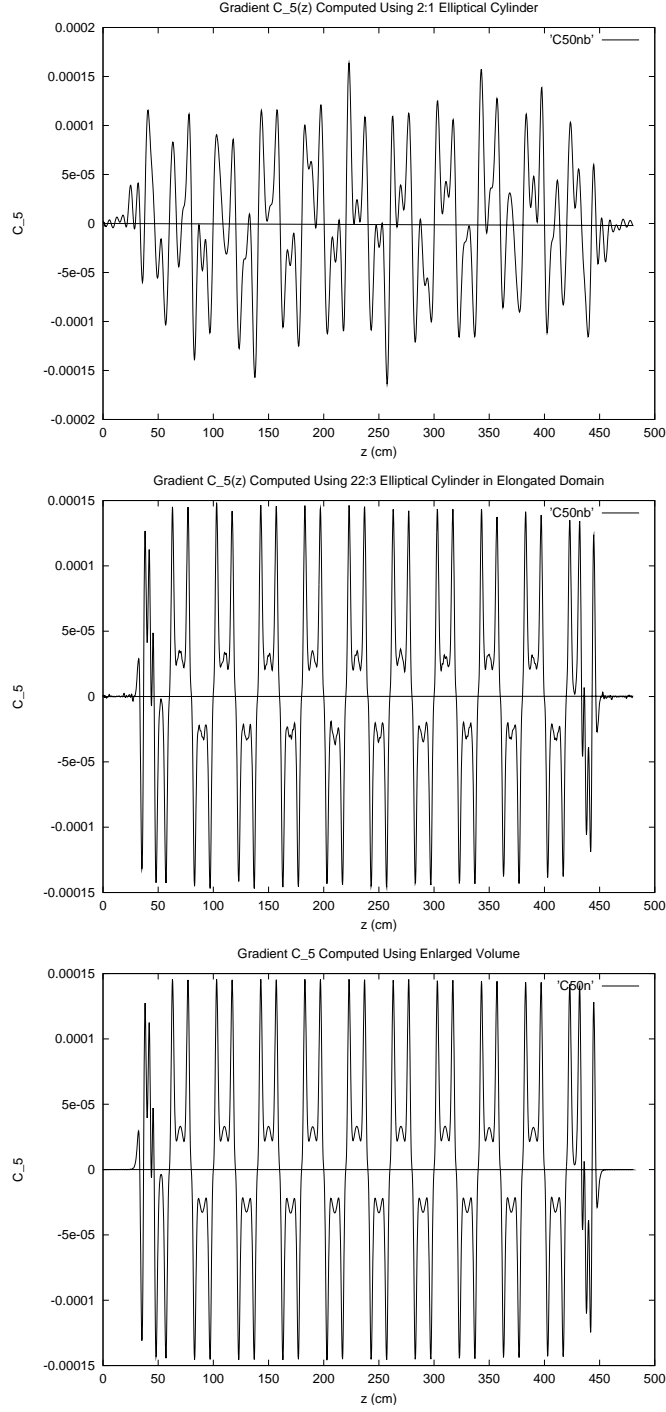 Gradient C_5(z) Computed Using 2:1 Elliptical Cylinder
0.0002
'C50nb'
0.00015
0.0001
5e-05
C_5
0
-5e-05
-0.0001
-0.00015
-0.0002
0 50 100 150 200 250 300 350 400 450 500
z (cm)
Gradient C_5(z) Computed Using 22:3 Elliptical Cylinder in Elongated Domain
0.00015
'C50nb'
0.0001
5e-05
C_5
0
-5e-05
-0.0001
-0.00015
0 50 100 150 200 250 300 350 400 450 500
z (cm)
Gradient C_5 Computed Using Enlarged Volume
0.00015
'C50n'
0.0001
5e-05
C_5
0
-5e-05
-0.0001
-0.00015
0 50 100 150 200 250 300 350 400 450 500
z (cm)